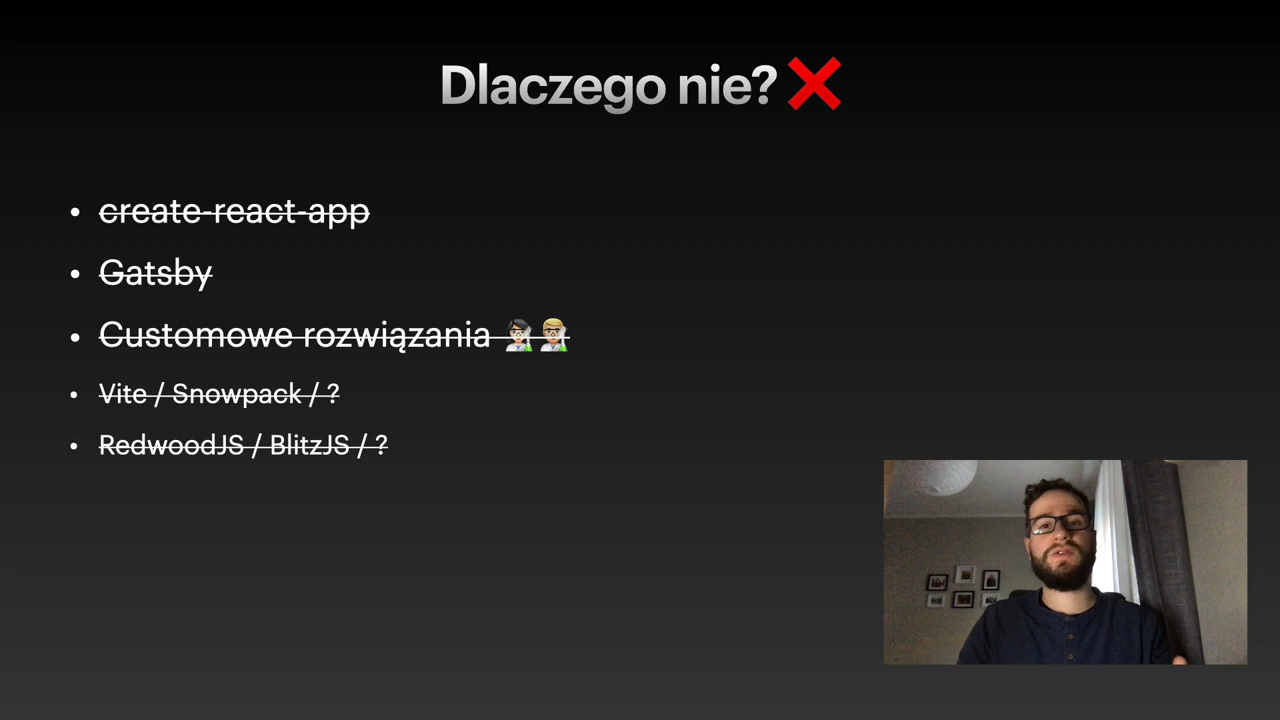 Dlaczego nie? ❌
• create-react-app
• Gatsby
• Customowe rozwiązania 👩🏻‍🔬👨🏼‍🔬
• Vite / Snowpack / ?
• RedwoodJS / BlitzJS / ?